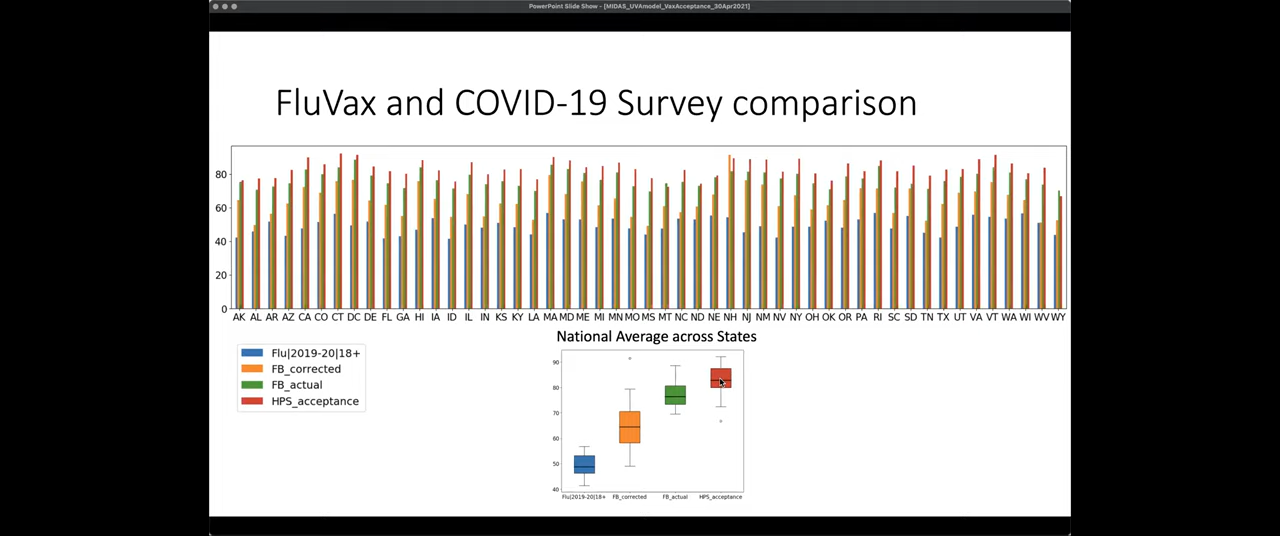 PowerPoint Slide Show - [MIDAS_UVAmodel_VaxAcceptance_30Apr2021]
FluVax and COVID-19 Survey comparison
80
60
40
20
0
AK AL AR AZ CA CO CT DC DE FL GA HI IA ID IL IN KS KY LA MA MD ME MI MN MO MS MT NC ND NE NH NJ NM NV NY OH OK OR PA RI SC SD TN TX UT VA VT WA WI WV WY
Flu|2019-20|18+
FB_corrected
FB_actual
HPS_acceptance
National Average across States
90
80
70
60
50
40
Flu|2019-20|18+ FB_corrected FB_actual HPS_acceptance